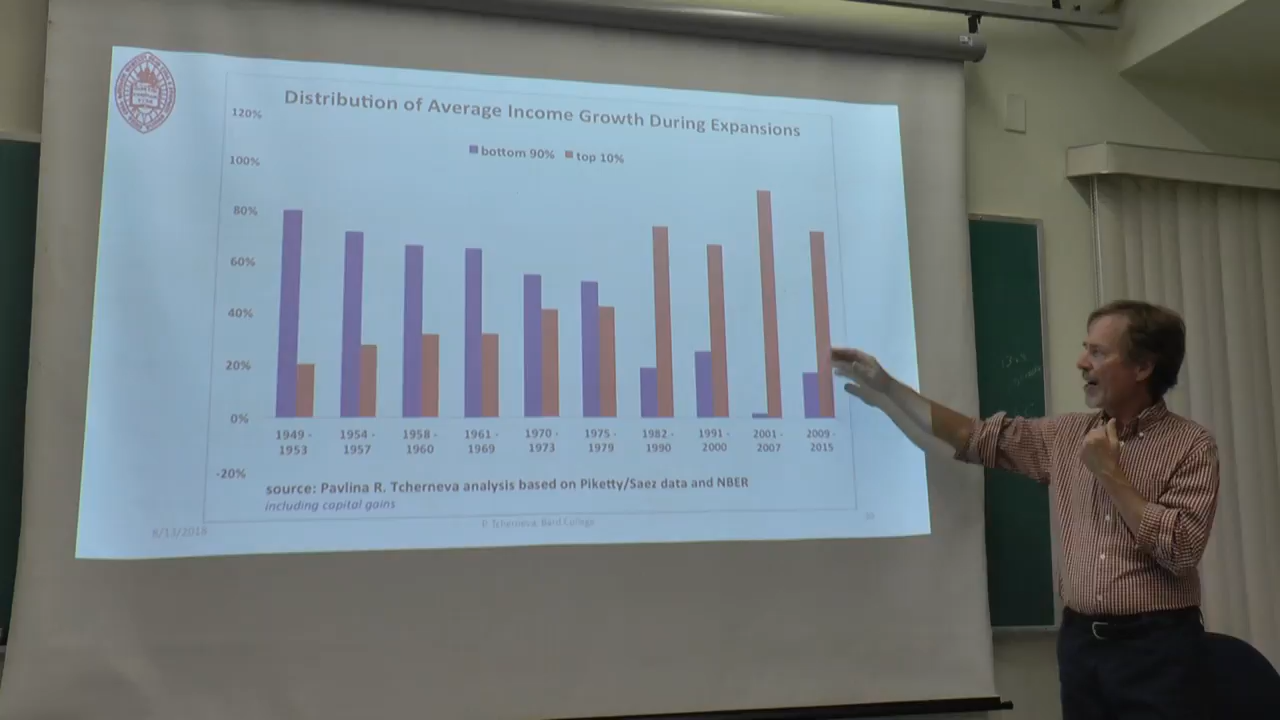 Distribution of Average Income Growth During Expansions
120%
bottom 90% top 10%
100%
80%
60%
40%
20%
0%
1949 - 1954 - 1958 - 1961 - 1970 - 1975 - 1982 - 1991 - 2001 - 2009 -
1953 1957 1960 1969 1973 1979 1990 2000 2007 2015
-20%
source: Pavlina R. Tcherneva analysis based on Piketty/Saez data and NBER
including capital gains
8/13/2018 P. Tcherneva, Bard College